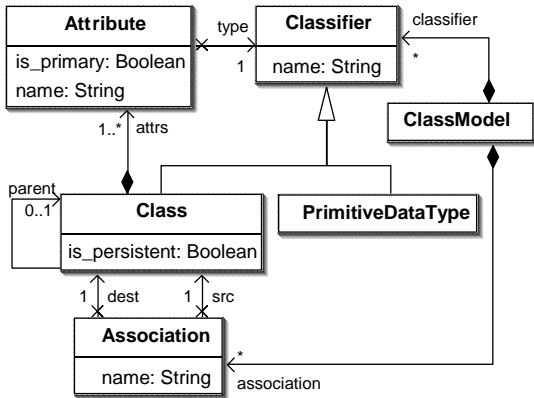 Attribute
is_primary: Boolean
name: String
type
1
Classifier
name: String
classifier
*
ClassModel
1..* attrs
parent
0..1
Class
is_persistent: Boolean
PrimitiveDataType
1 dest
1 src
Association
name: String
*
association